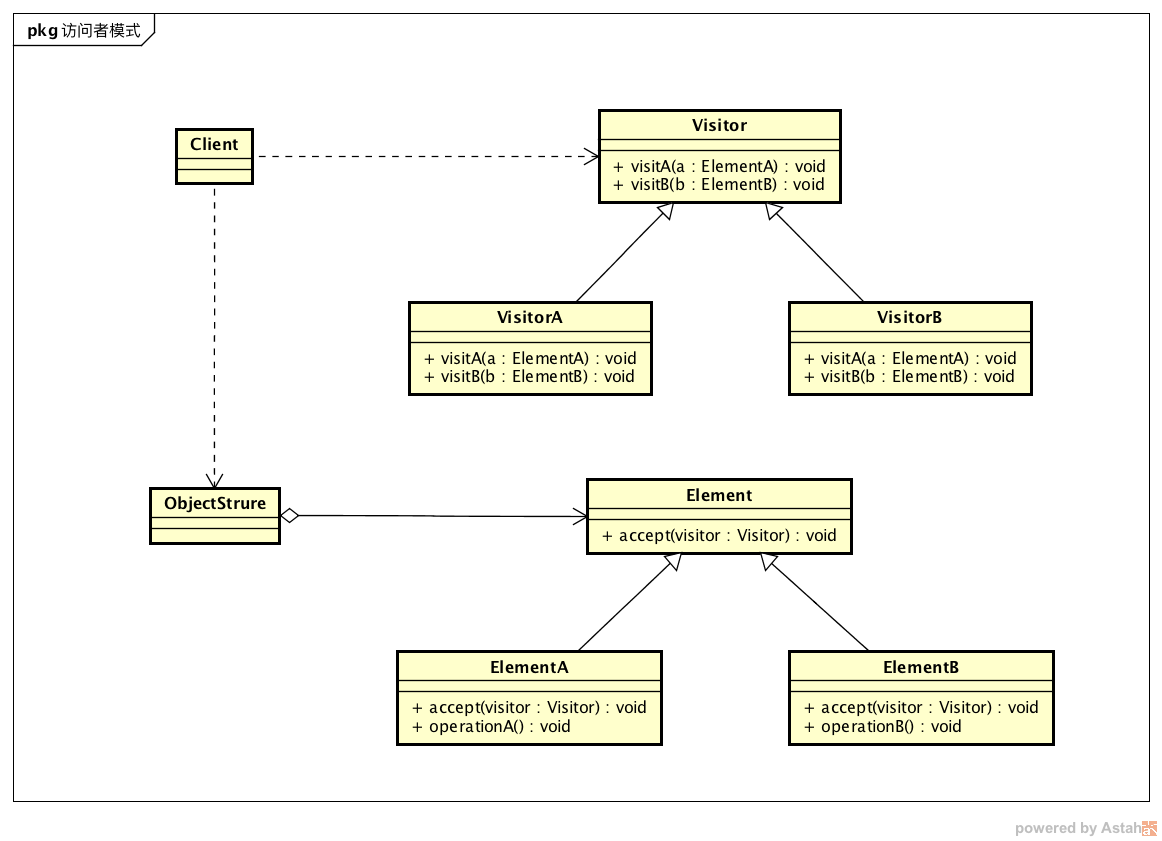 pkg 访问者模式
Client
Visitor
+ visitA(a : ElementA) : void
+ visitB(b : ElementB) : void
VisitorA
+ visitA(a : ElementA) : void
+ visitB(b : ElementB) : void
VisitorB
+ visitA(a : ElementA) : void
+ visitB(b : ElementB) : void
ObjectStrure
Element
+ accept(visitor : Visitor) : void
ElementA
+ accept(visitor : Visitor) : void
+ operationA() : void
ElementB
+ accept(visitor : Visitor) : void
+ operationB() : void
powered by Astah